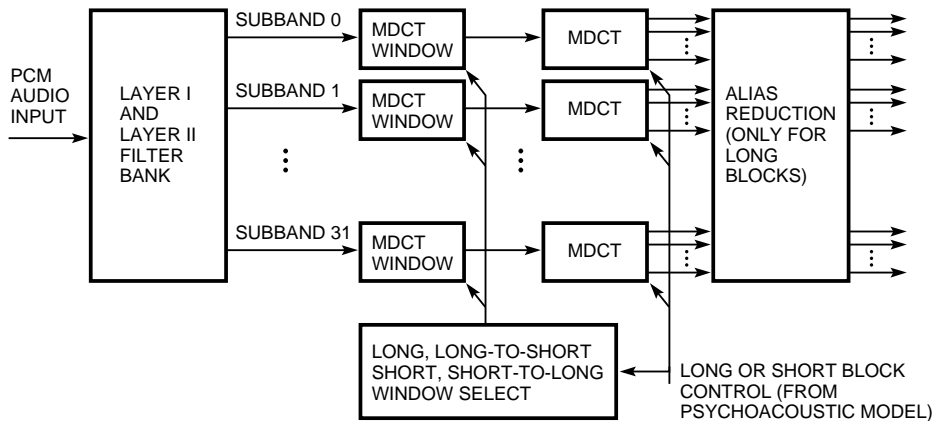 PCM
AUDIO
INPUT
LAYER I
AND
LAYER II
FILTER
BANK
SUBBAND 0
MDCT
WINDOW
MDCT
SUBBAND 1
MDCT
WINDOW
MDCT
SUBBAND 31
MDCT
WINDOW
MDCT
ALIAS
REDUCTION
(ONLY FOR
LONG
BLOCKS)
LONG, LONG-TO-SHORT
SHORT, SHORT-TO-LONG
WINDOW SELECT
LONG OR SHORT BLOCK
CONTROL (FROM
PSYCHOACOUSTIC MODEL)